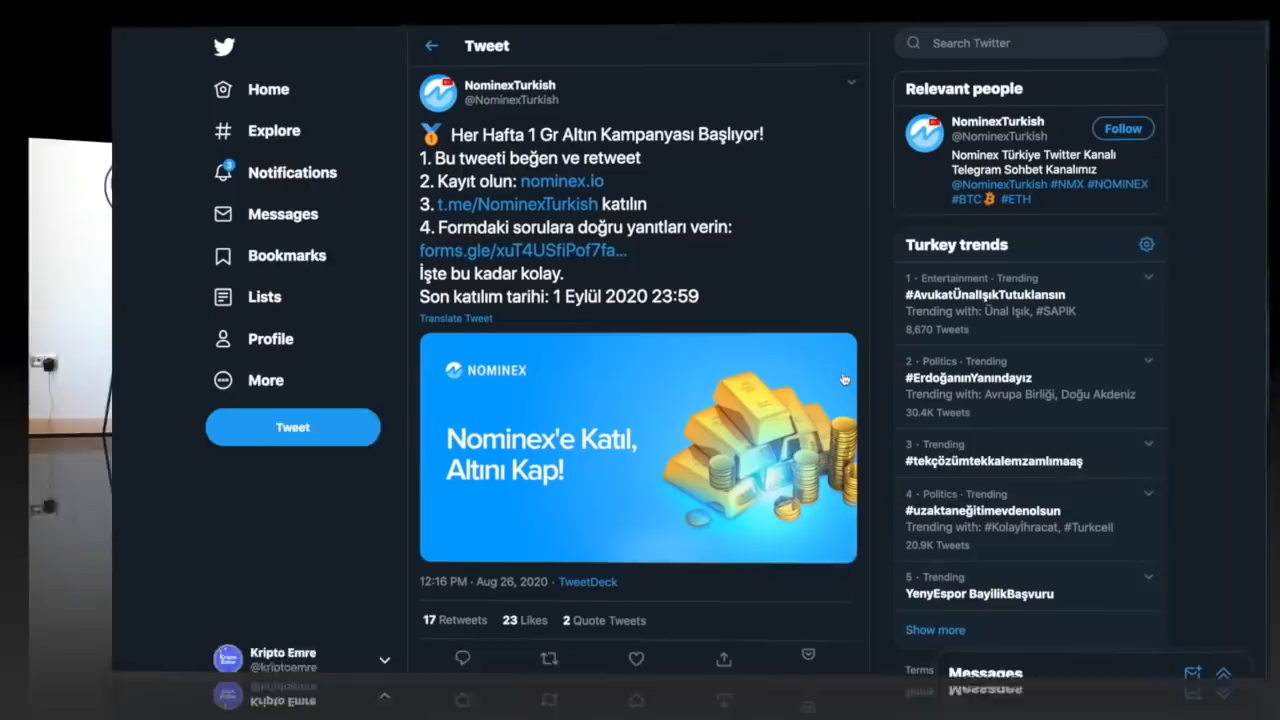 Home
Explore
3
Notifications
Messages
Bookmarks
Lists
Profile
More
Tweet
Kripto Emre
@kriptoemre
Tweet
NominexTurkish
@NominexTurkish
Her Hafta 1 Gr Altın Kampanyası Başlıyor!
1. Bu tweeti beğen ve retweet
2. Kayıt olun: nominex.io
3. t.me/NominexTurkish katılın
4. Formdaki sorulara doğru yanıtları verin:
forms.gle/xuT4USfiPof7fa...
İşte bu kadar kolay.
Son katılım tarihi: 1 Eylül 2020 23:59
Translate Tweet
NOMINEX
Nominex'e Katıl,
Altını Kap!
12:16 PM · Aug 26, 2020 · TweetDeck
17 Retweets 23 Likes 2 Quote Tweets
Search Twitter
Relevant people
NominexTurkish
@NominexTurkish
Follow
Nominex Türkiye Twitter Kanalı
Telegram Sohbet Kanalımız
@NominexTurkish #NMX #NOMINEX
#BTC #ETH
Turkey trends
1 · Entertainment · Trending
#AvukatÜnalIşıkTutuklansın
Trending with: Ünal Işık, #SAPIK
8,670 Tweets
2 · Politics · Trending
#ErdoğanınYanındayız
Trending with: Avrupa Birliği, Doğu Akdeniz
30.4K Tweets
3 · Trending
#tekçözümtekkalemzamlımaaş
4 · Politics · Trending
#uzaktaneğitimevdenolsun
Trending with: #Kolayİhracat, #Turkcell
20.9K Tweets
5 · Trending
YenyEspor BayilikBaşvuru
Show more
Terms
Messages